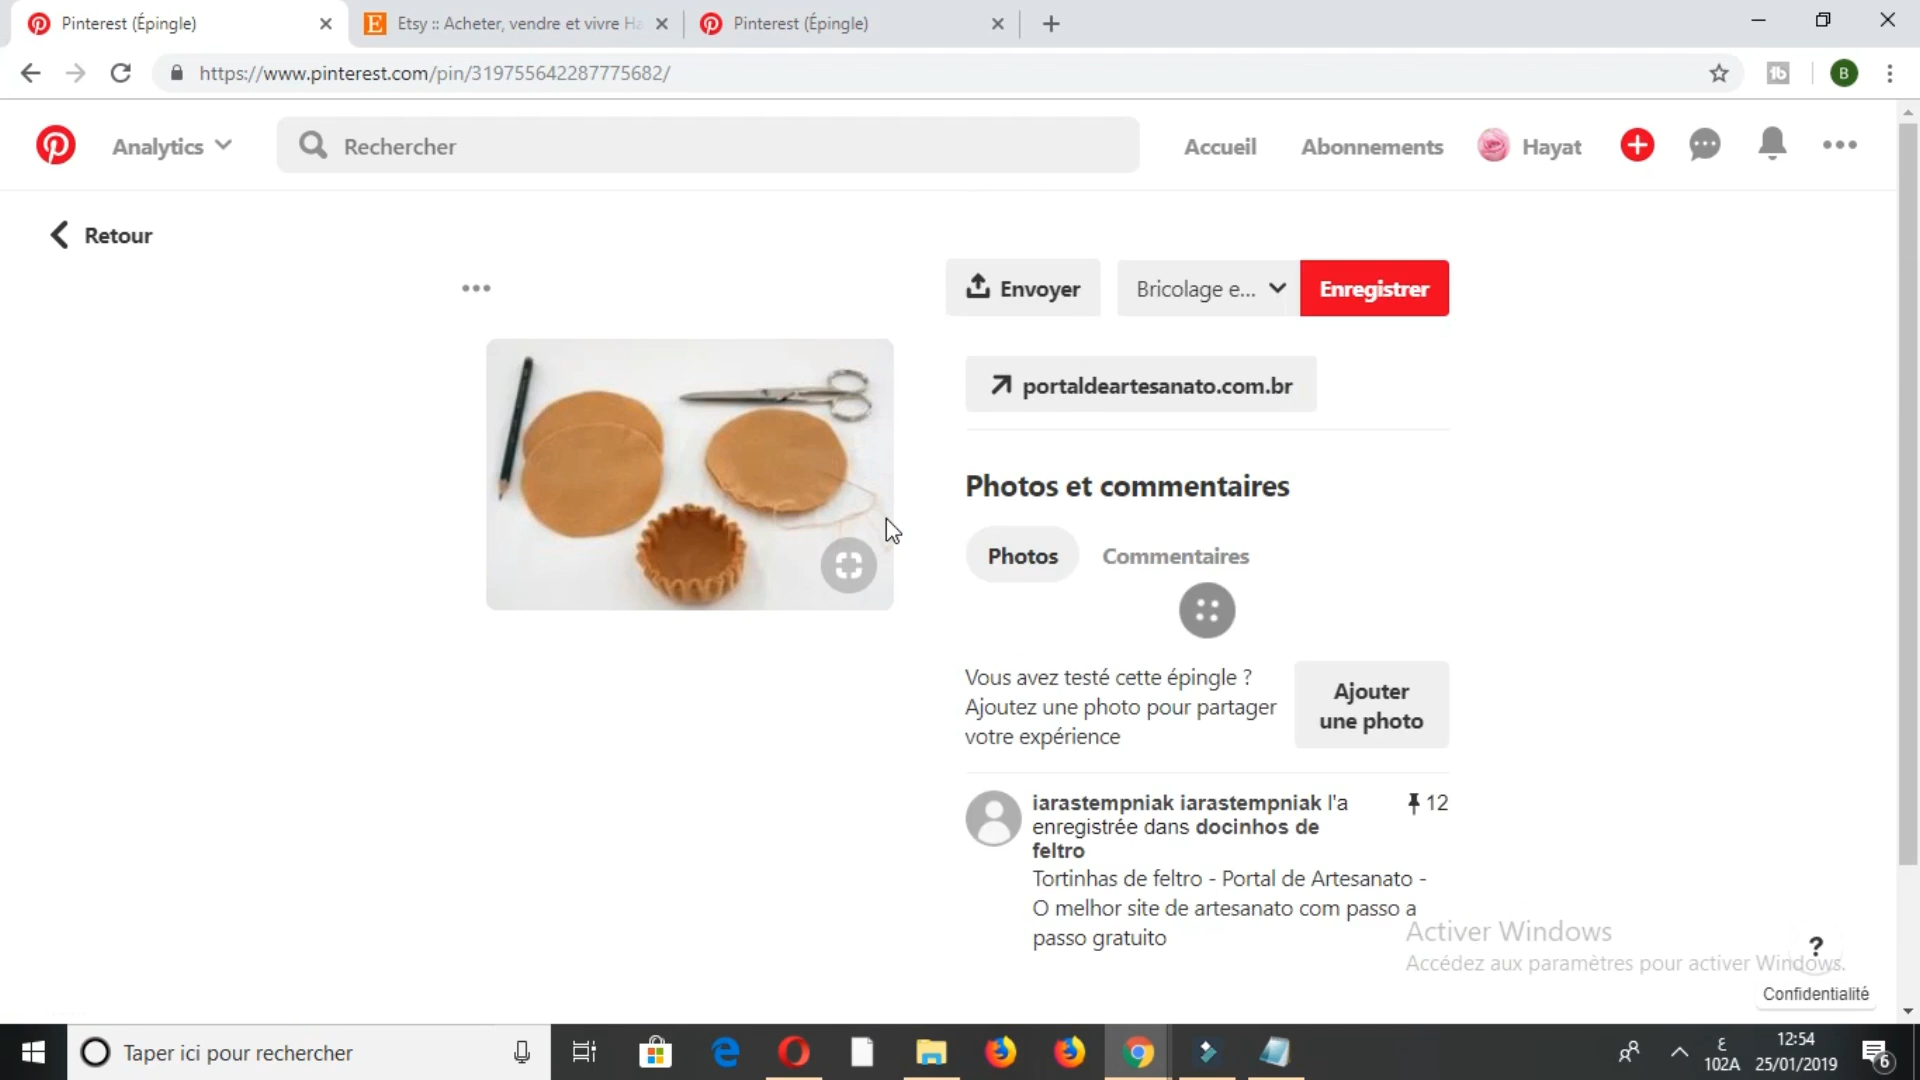 Pinterest (Épingle)
Etsy :: Acheter, vendre et vivre Ha
Pinterest (Épingle)
https://www.pinterest.com/pin/319755642287775682/
B
Analytics
Rechercher
Accueil
Abonnements
Hayat
Retour
Envoyer
Bricolage e...
Enregistrer
portaldeartesanato.com.br
Photos et commentaires
Photos
Commentaires
Vous avez testé cette épingle ?
Ajoutez une photo pour partager
votre expérience
Ajouter
une photo
iarastempniak iarastempniak l'a
enregistrée dans docinhos de
feltro
12
Tortinhas de feltro - Portal de Artesanato -
O melhor site de artesanato com passo a
passo gratuito
Activer Windows
Accédez aux paramètres pour activer Windows.
?
Confidentialité
Taper ici pour rechercher
ع
102A
12:54
25/01/2019
6